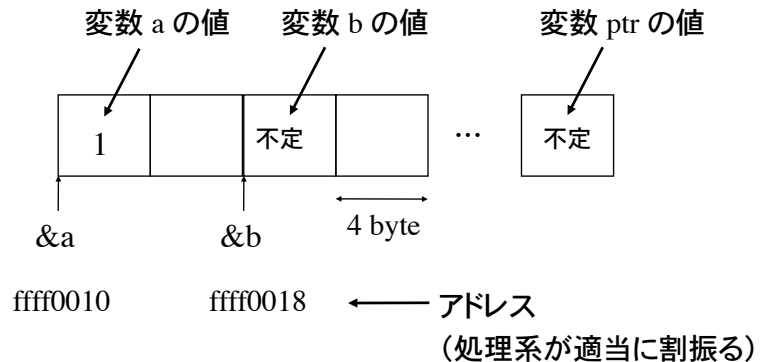 変数 a の値
変数 b の値
変数 ptr の値
1
不定
...
不定
&a
&b
4 byte
ffff0010
ffff0018
アドレス
（処理系が適当に割振る）